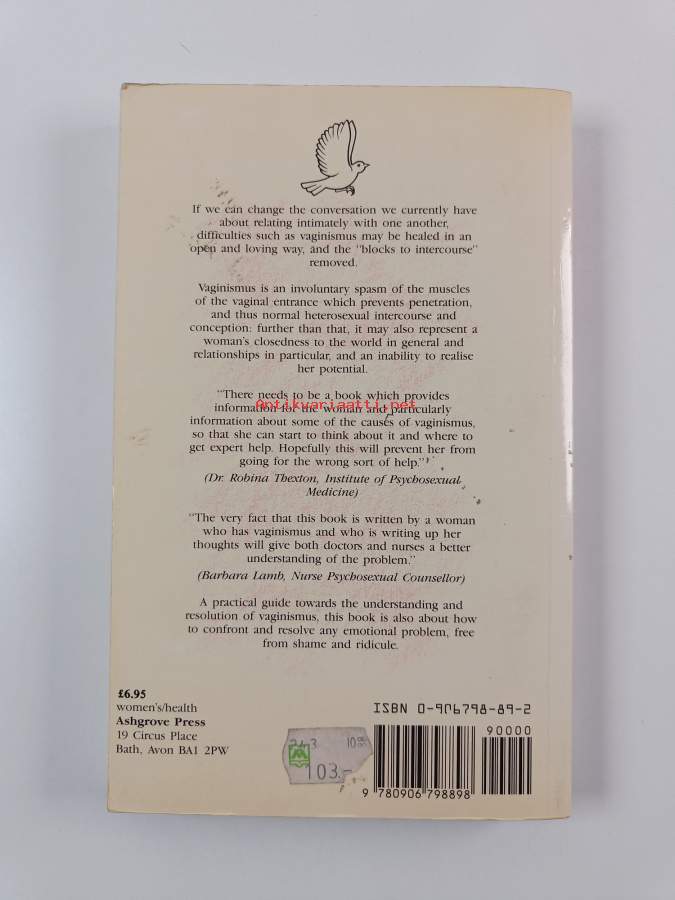 If we can change the conversation we currently have
about relating intimately with one another,
difficulties such as vaginismus may be healed in an
open and loving way, and the "blocks to intercourse"
removed.
Vaginismus is an involuntary spasm of the muscles
of the vaginal entrance which prevents penetration,
and thus normal heterosexual intercourse and
conception: further than that, it may also represent a
woman's closedness to the world in general and
relationships in particular, and an inability to realise
her potential.
"There needs to be a book which provides
information for the woman and particularly
Antikvariaatti.net
information about some of the causes of vaginismus,
so that she can start to think about it and where to
get expert help. Hopefully this will prevent her from
going for the wrong sort of help."
(Dr. Robina Thexton, Institute of Psychosexual
Medicine)
"The very fact that this book is written by a woman
who has vaginismus and who is writing up her
thoughts will give both doctors and nurses a better
understanding of the problem."
(Barbara Lamb, Nurse Psychosexual Counsellor)
A practical guide towards the understanding and
resolution of vaginismus, this book is also about how
to confront and resolve any emotional problem, free
from shame and ridicule.
£6.95
women's/health
Ashgrove Press
19 Circus Place
Bath, Avon BA1 2PW
ISBN 0-906798-89-2
90000
9 780906 798898
103.-